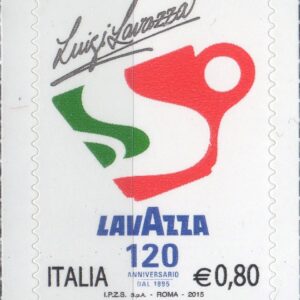 Luigi Lavazza
LAVAZZA
120
ANNIVERSARIO
DAL 1895
ITALIA €0,80
I.P.Z.S. S.p.A. - ROMA - 2015